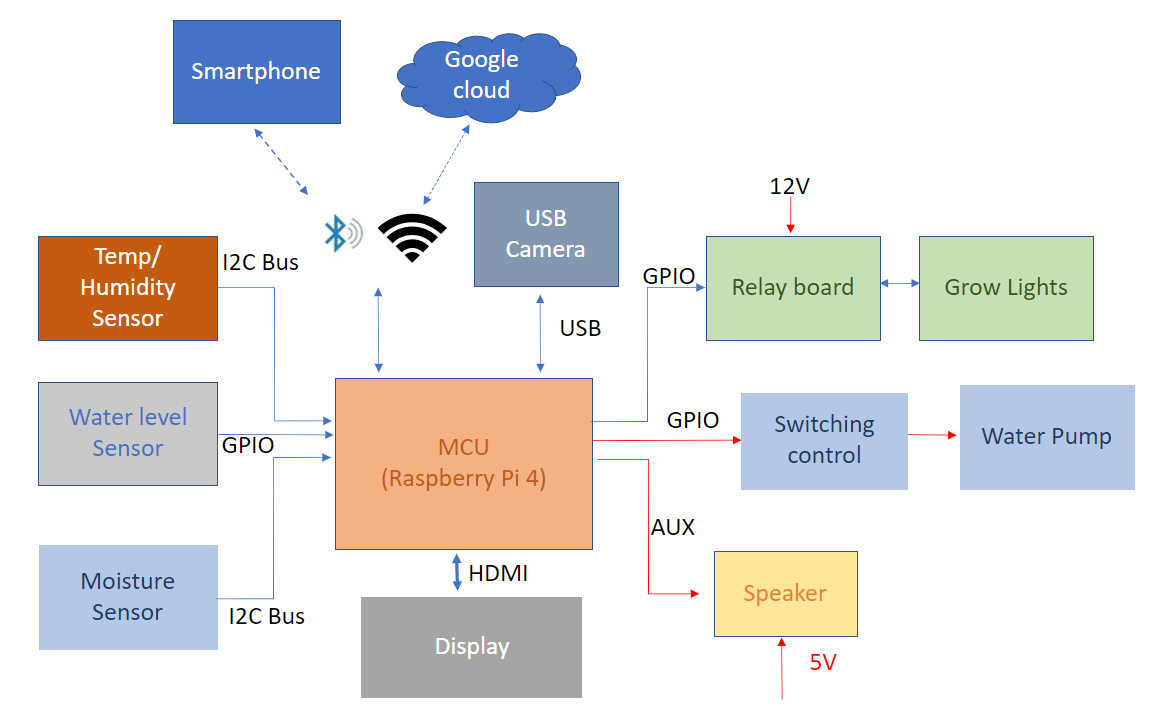 Smartphone
Google
cloud
USB
Camera
12V
Temp/
Humidity
Sensor
I2C Bus
GPIO
Relay board
Grow Lights
USB
Water level
Sensor
GPIO
MCU
(Raspberry Pi 4)
GPIO
Switching
control
Water Pump
AUX
Moisture
Sensor
I2C Bus
HDMI
Speaker
Display
5V